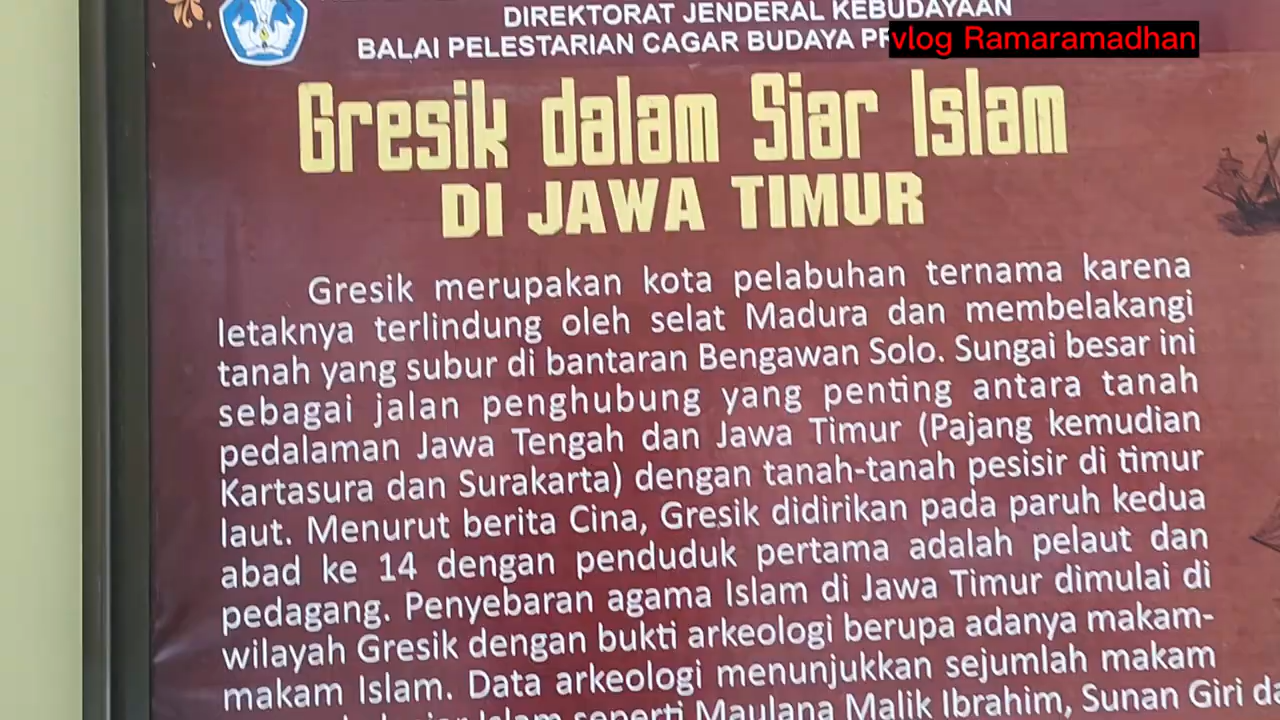 DIREKTORAT JENDERAL KEBUDAYAAN
BALAI PELESTARIAN CAGAR BUDAYA
vlog Ramaramadhan
Gresik dalam Siar Islam
DI JAWA TIMUR
Gresik merupakan kota pelabuhan ternama karena
letaknya terlindung oleh selat Madura dan membelakangi
tanah yang subur di bantaran Bengawan Solo. Sungai besar ini
sebagai jalan penghubung yang penting antara tanah
pedalaman Jawa Tengah dan Jawa Timur (Pajang kemudian
Kartasura dan Surakarta) dengan tanah-tanah pesisir di timur
laut. Menurut berita Cina, Gresik didirikan pada paruh kedua
abad ke 14 dengan penduduk pertama adalah pelaut dan
pedagang. Penyebaran agama Islam di Jawa Timur dimulai di
wilayah Gresik dengan bukti arkeologi berupa adanya makam-
makam Islam. Data arkeologi menunjukkan sejumlah makam
Islam seperti Maulana Malik Ibrahim, Sunan Giri